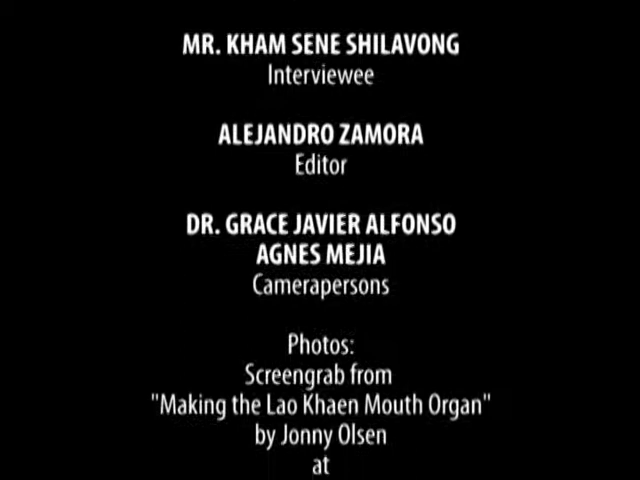 MR. KHAM SENE SHILAVONG
Interviewee
ALEJANDRO ZAMORA
Editor
DR. GRACE JAVIER ALFONSO
AGNES MEJIA
Camerapersons
Photos:
Screengrab from
"Making the Lao Khaen Mouth Organ"
by Jonny Olsen
at